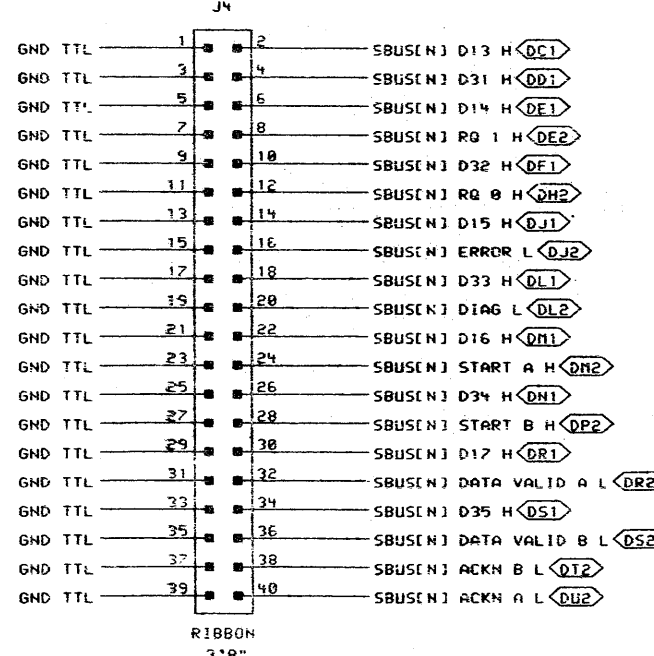 J4
GND TTL 1 2 SBUS[N] D13 H DC1
GND TTL 3 4 SBUS[N] D31 H DD1
GND TTL 5 6 SBUS[N] D14 H DE1
GND TTL 7 8 SBUS[N] RQ 1 H DE2
GND TTL 9 10 SBUS[N] D32 H DF1
GND TTL 11 12 SBUS[N] RQ 0 H DH2
GND TTL 13 14 SBUS[N] D15 H DJ1
GND TTL 15 16 SBUS[N] ERROR L DJ2
GND TTL 17 18 SBUS[N] D33 H DL1
GND TTL 19 20 SBUS[N] DIAG L DL2
GND TTL 21 22 SBUS[N] D16 H DM1
GND TTL 23 24 SBUS[N] START A H DM2
GND TTL 25 26 SBUS[N] D34 H DN1
GND TTL 27 28 SBUS[N] START B H DP2
GND TTL 29 30 SBUS[N] D17 H DR1
GND TTL 31 32 SBUS[N] DATA VALID A L DR2
GND TTL 33 34 SBUS[N] D35 H DS1
GND TTL 35 36 SBUS[N] DATA VALID B L DS2
GND TTL 37 38 SBUS[N] ACKN B L DT2
GND TTL 39 40 SBUS[N] ACKN A L DU2
RIBBON